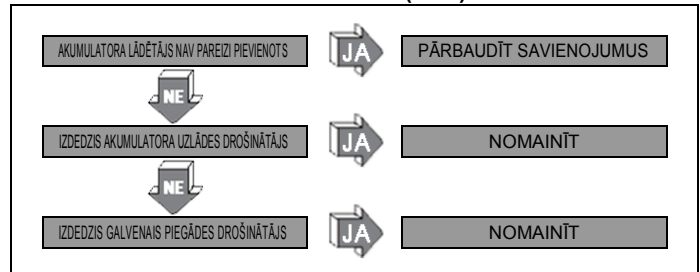 AKUMULATORA LĀDĒTĀJS NAV PAREIZI PIEVIENOTS
JA
PĀRBAUDĪT SAVIENOJUMUS
NE
IZDEDZIS AKUMULATORA UZLĀDES DROŠINĀTĀJS
JA
NOMAINĪT
NE
IZDEDZIS GALVENAIS PIEGĀDES DROŠINĀTĀJS
JA
NOMAINĪT